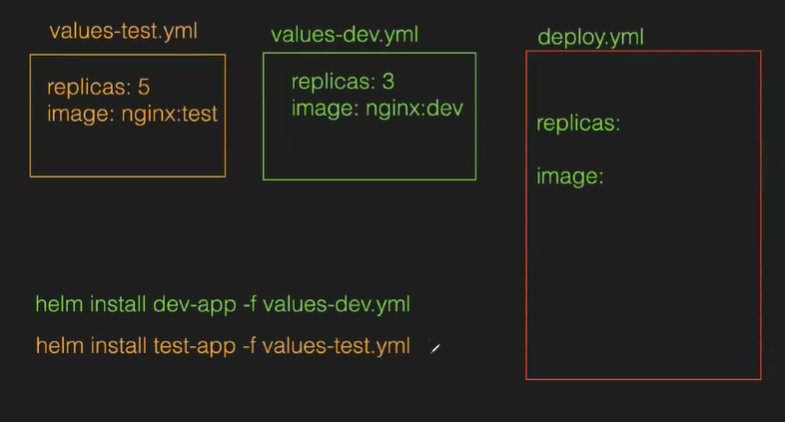 values-test.yml
replicas: 5
image: nginx:test
values-dev.yml
replicas: 3
image: nginx:dev
deploy.yml
replicas:
image:
helm install dev-app -f values-dev.yml
helm install test-app -f values-test.yml